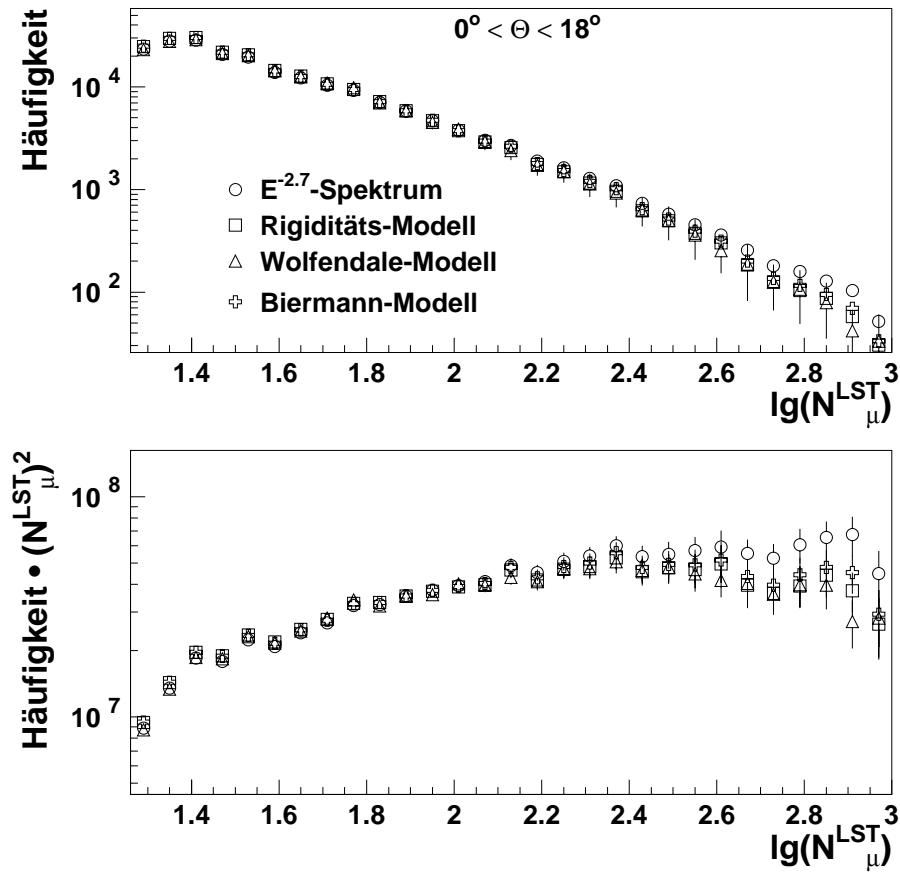 0° < Θ < 18°
Häufigkeit
10⁴
10³
10²
E⁻²·⁷-Spektrum
Rigiditäts-Modell
Wolfendale-Modell
Biermann-Modell
1.4 1.6 1.8 2 2.2 2.4 2.6 2.8 3
lg(N^LST_μ)
Häufigkeit • (N^LST_μ)²
10⁸
10⁷
1.4 1.6 1.8 2 2.2 2.4 2.6 2.8 3
lg(N^LST_μ)